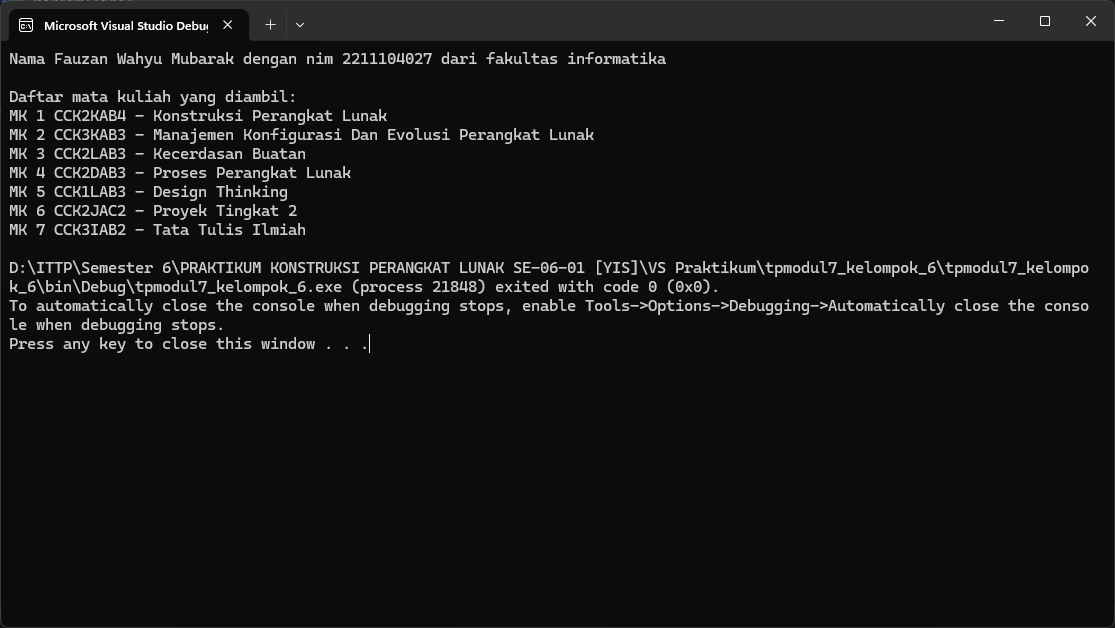 Microsoft Visual Studio Debug
Nama Fauzan Wahyu Mubarak dengan nim 2211104027 dari fakultas informatika
Daftar mata kuliah yang diambil:
MK 1 CCK2KAB4 - Konstruksi Perangkat Lunak
MK 2 CCK3KAB3 - Manajemen Konfigurasi Dan Evolusi Perangkat Lunak
MK 3 CCK2LAB3 - Kecerdasan Buatan
MK 4 CCK2DAB3 - Proses Perangkat Lunak
MK 5 CCK1LAB3 - Design Thinking
MK 6 CCK2JAC2 - Proyek Tingkat 2
MK 7 CCK3IAB2 - Tata Tulis Ilmiah
D:\ITTP\Semester 6\PRAKTIKUM KONSTRUKSI PERANGKAT LUNAK SE-06-01 [YIS]\VS Praktikum\tpmodul7_kelompok_6\tpmodul7_kelompo
k_6\bin\Debug\tpmodul7_kelompok_6.exe (process 21848) exited with code 0 (0x0).
To automatically close the console when debugging stops, enable Tools->Options->Debugging->Automatically close the conso
le when debugging stops.
Press any key to close this window . . .